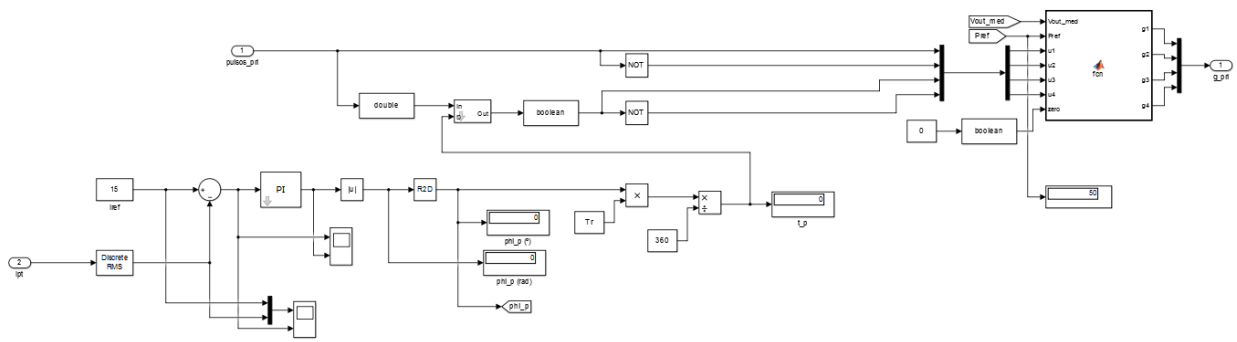 Vout_med
Pref
Vout_med
Pref
u1
u2
u3
u4
zero
fcn
g1
g2
g3
g4
1
g_pri
1
pulsos_pri
NOT
double
In
Out
boolean
NOT
0
boolean
50
15
iref
+
-
PI
|u|
R2D
×
Tr
×
÷
360
0
t_p
0
phi_p (°)
0
phi_p (rad)
phi_p
2
ipt
Discrete
RMS